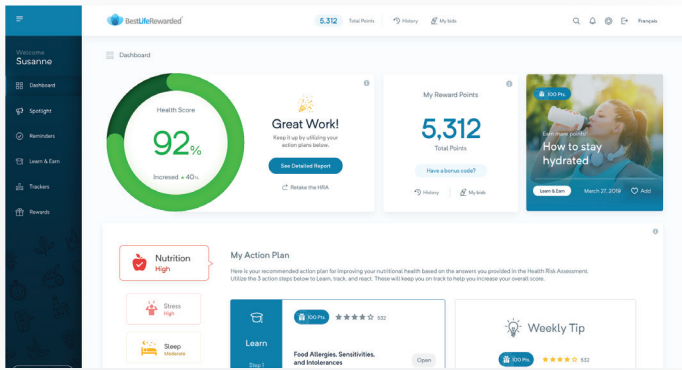 BestLifeRewarded
5,312 Total Points
History
My bids
Français
Welcome
Susanne
Dashboard
Spotlight
Reminders
Learn & Earn
Trackers
Rewards
Dashboard
Health Score
92%
Incresed + 40%
Great Work!
Keep it up by utilizing your
action plans below.
See Detailed Report
Retake the HRA
My Reward Points
5,312
Total Points
Have a bonus code?
History
My bids
100 Pts.
Earn more points!
How to stay
hydrated
Learn & Earn
March 27, 2019
Add
Nutrition
High
Stress
High
Sleep
Moderate
My Action Plan
Here is your recommended action plan for improving your nutritional health based on the answers you provided in the Health Risk Assessment.
Utilize the 3 action steps below to Learn, track, and react. These will keep you on track to help you increase your overall score.
Learn
Step 1
100 Pts.
532
Food Allergies, Sensitivities,
and Intolerances
Open
Weekly Tip
100 Pts.
532